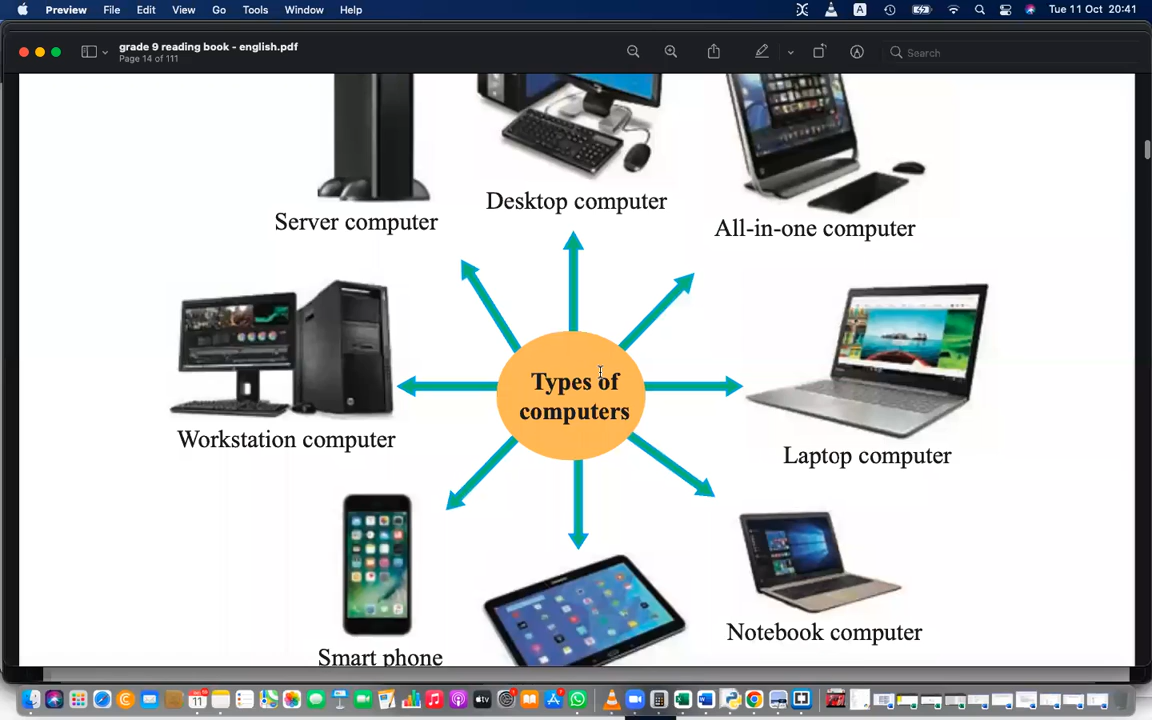 Preview File Edit View Go Tools Window Help
A
Tue 11 Oct 20:41
grade 9 reading book - english.pdf
Page 14 of 111
Search
Desktop computer
Server computer
All-in-one computer
Types of
computers
Workstation computer
Laptop computer
Notebook computer
Smart phone